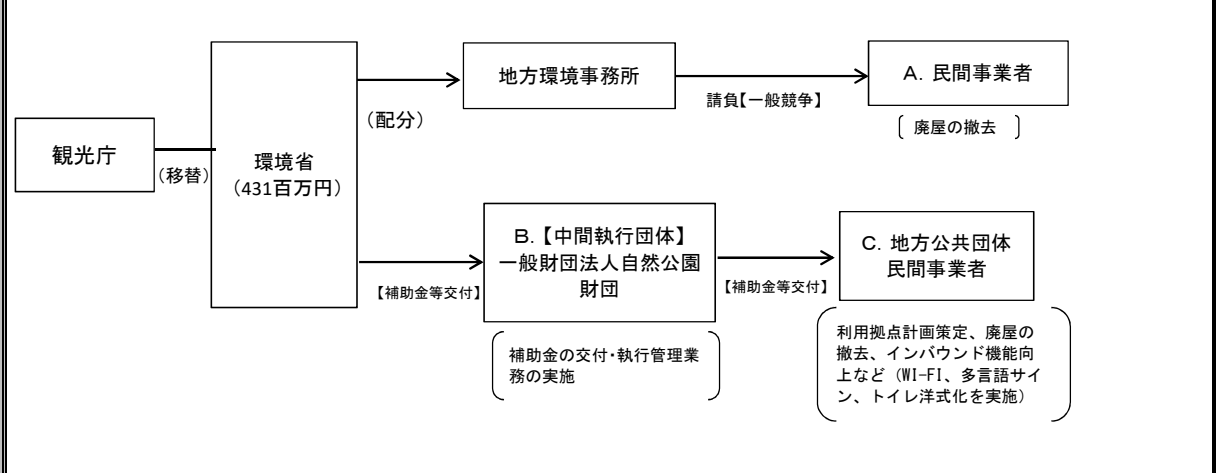 観光庁
（移替）
環境省
（431百万円）
（配分）
地方環境事務所
請負【一般競争】
A．民間事業者
廃屋の撤去
【補助金等交付】
B．【中間執行団体】
一般財団法人自然公園
財団
補助金の交付・執行管理業
務の実施
【補助金等交付】
C．地方公共団体
民間事業者
利用拠点計画策定、廃屋の
撤去、インバウンド機能向
上など（WI-FI、多言語サイ
ン、トイレ洋式化を実施）